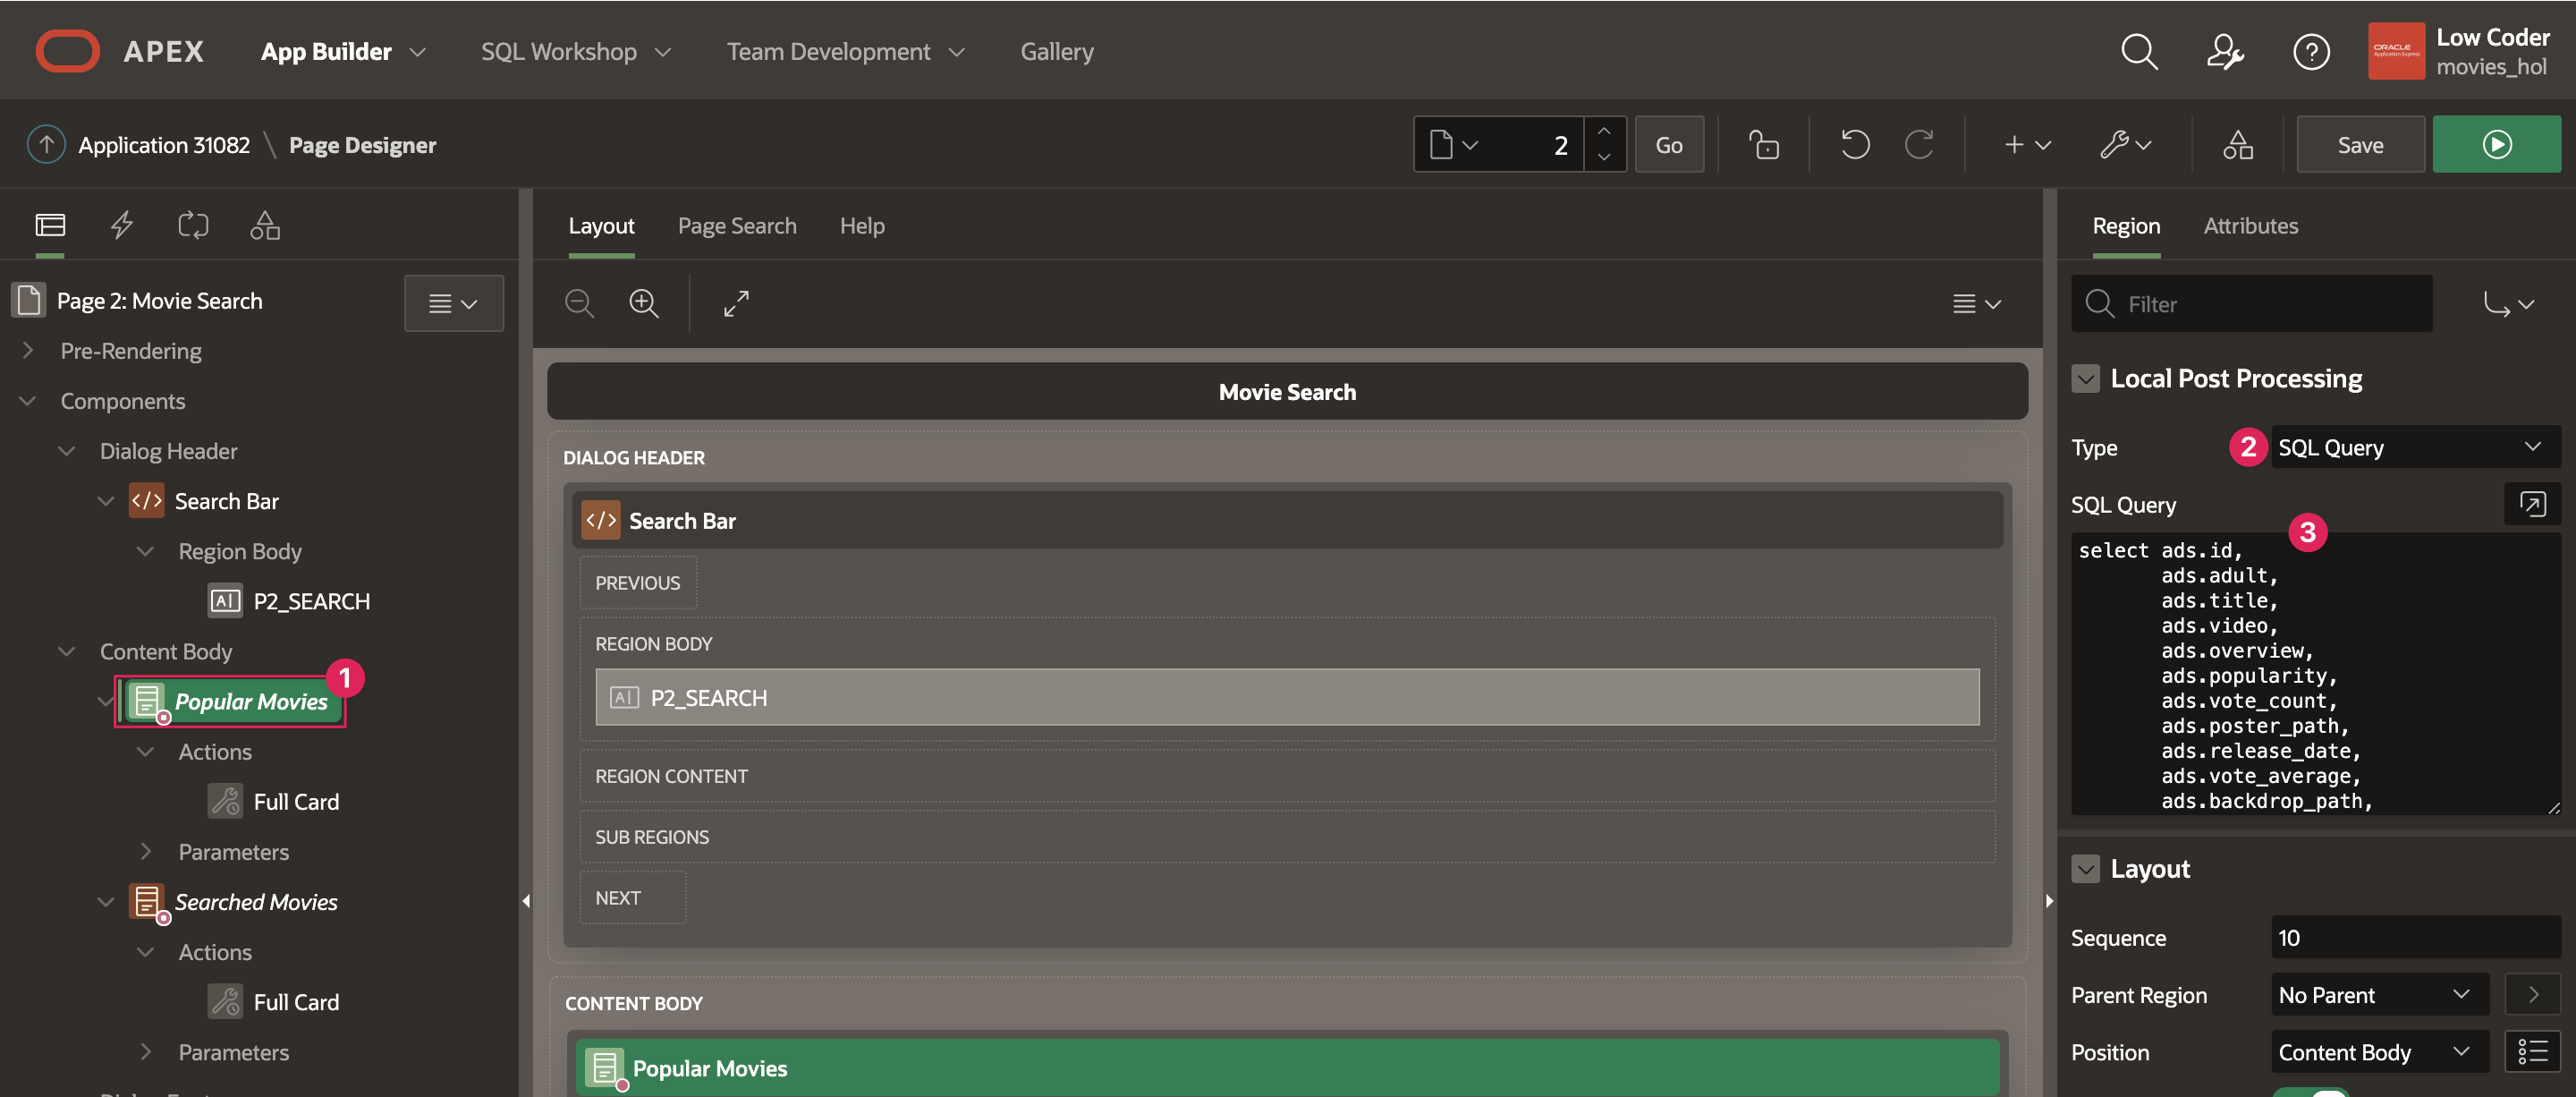 APEX
App Builder
SQL Workshop
Team Development
Gallery
ORACLE
Application Express
Low Coder
movies_hol
Application 31082 \ Page Designer
2
Go
Save
Page 2: Movie Search
Pre-Rendering
Components
Dialog Header
</> Search Bar
Region Body
P2_SEARCH
Content Body
Popular Movies
1
Actions
Full Card
Parameters
Searched Movies
Actions
Full Card
Parameters
Layout
Page Search
Help
Movie Search
DIALOG HEADER
</> Search Bar
PREVIOUS
REGION BODY
P2_SEARCH
REGION CONTENT
SUB REGIONS
NEXT
CONTENT BODY
Popular Movies
Region
Attributes
Filter
Local Post Processing
Type
2
SQL Query
SQL Query
3
select ads.id,
ads.adult,
ads.title,
ads.video,
ads.overview,
ads.popularity,
ads.vote_count,
ads.poster_path,
ads.release_date,
ads.vote_average,
ads.backdrop_path,
Layout
Sequence
10
Parent Region
No Parent
Position
Content Body